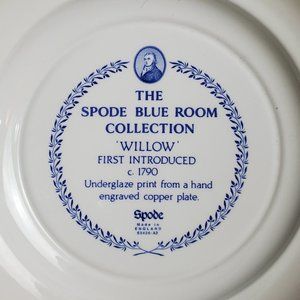 THE
SPODE BLUE ROOM
COLLECTION
'WILLOW'
FIRST INTRODUCED
c. 1790
Underglaze print from a hand
engraved copper plate.
Spode
Made in
ENGLAND